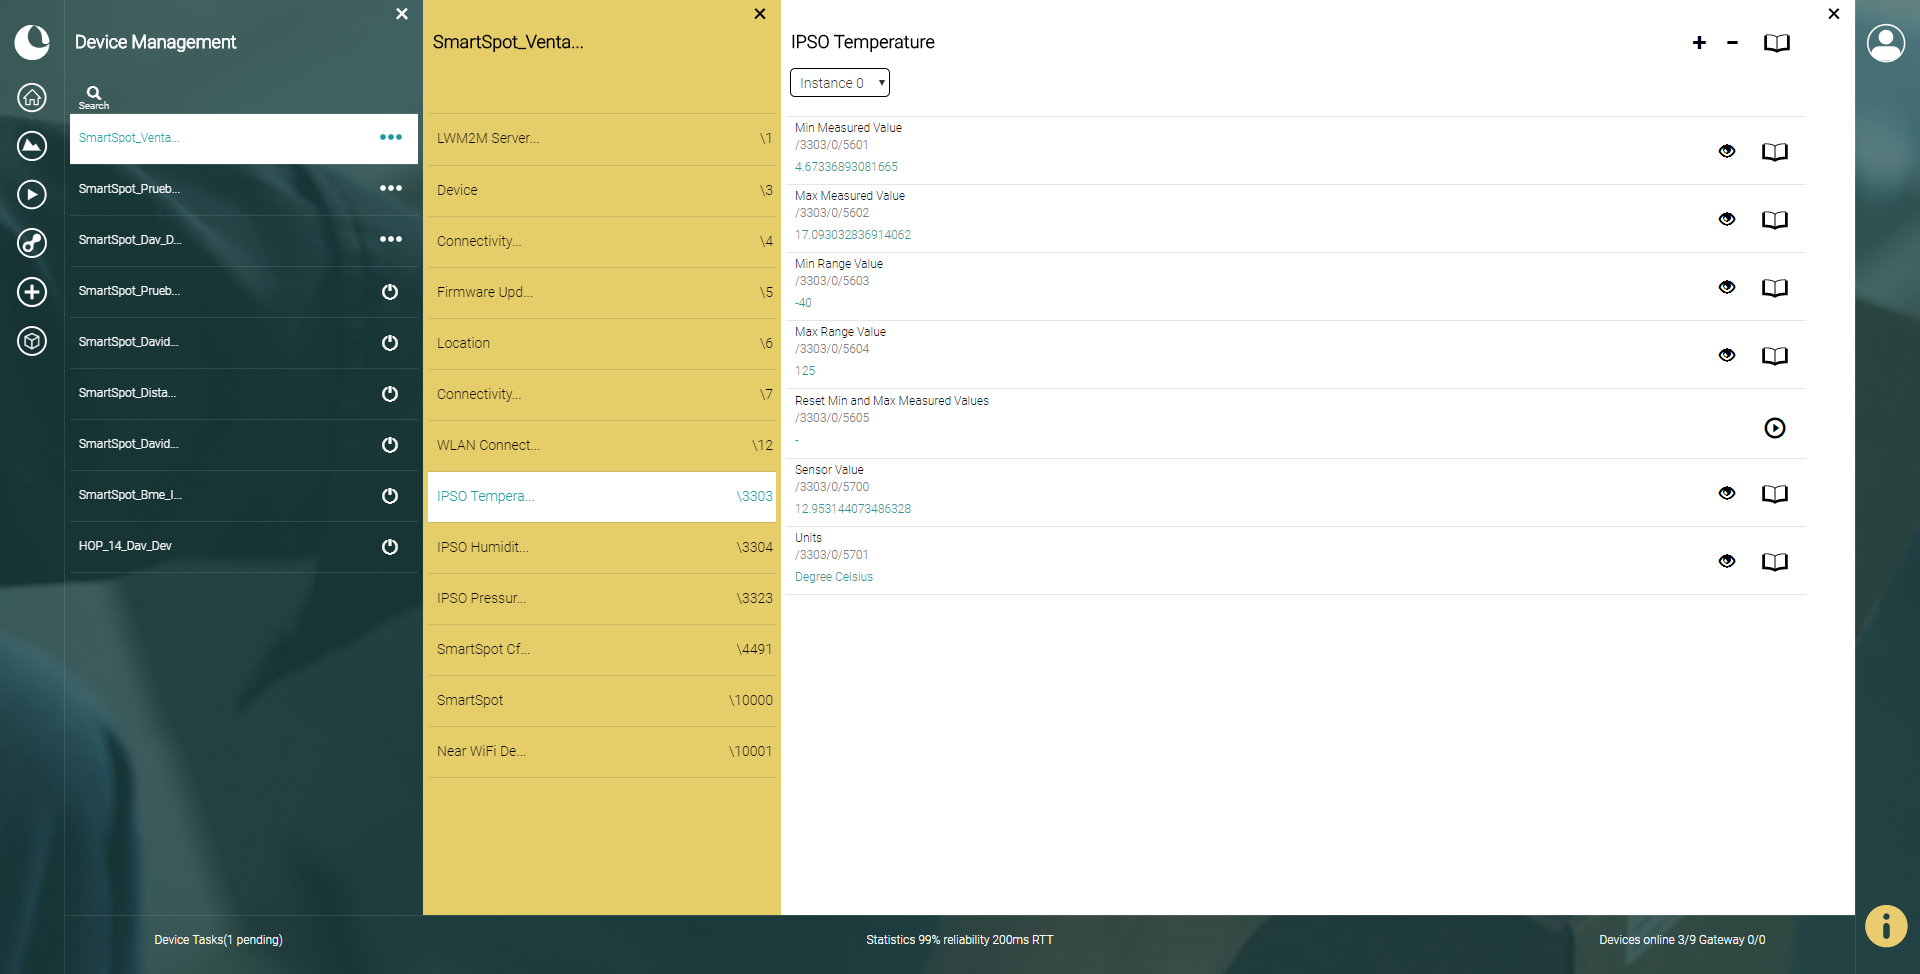 Device Management
Search
SmartSpot_Venta...
SmartSpot_Prueb...
SmartSpot_Dav_D...
SmartSpot_Prueb...
SmartSpot_David...
SmartSpot_Dista...
SmartSpot_David...
SmartSpot_Bme_I...
HOP_14_Dav_Dev
SmartSpot_Venta...
LWM2M Server... \1
Device \3
Connectivity... \4
Firmware Upd... \5
Location \6
Connectivity... \7
WLAN Connect... \12
IPSO Tempera... \3303
IPSO Humidit... \3304
IPSO Pressur... \3323
SmartSpot Cf... \4491
SmartSpot \10000
Near WiFi De... \10001
IPSO Temperature
Instance 0
Min Measured Value
/3303/0/5601
4.67336893081665
Max Measured Value
/3303/0/5602
17.093032836914062
Min Range Value
/3303/0/5603
-40
Max Range Value
/3303/0/5604
125
Reset Min and Max Measured Values
/3303/0/5605
-
Sensor Value
/3303/0/5700
12.953144073486328
Units
/3303/0/5701
Degree Celsius
Device Tasks(1 pending)
Statistics 99% reliability 200ms RTT
Devices online 3/9 Gateway 0/0